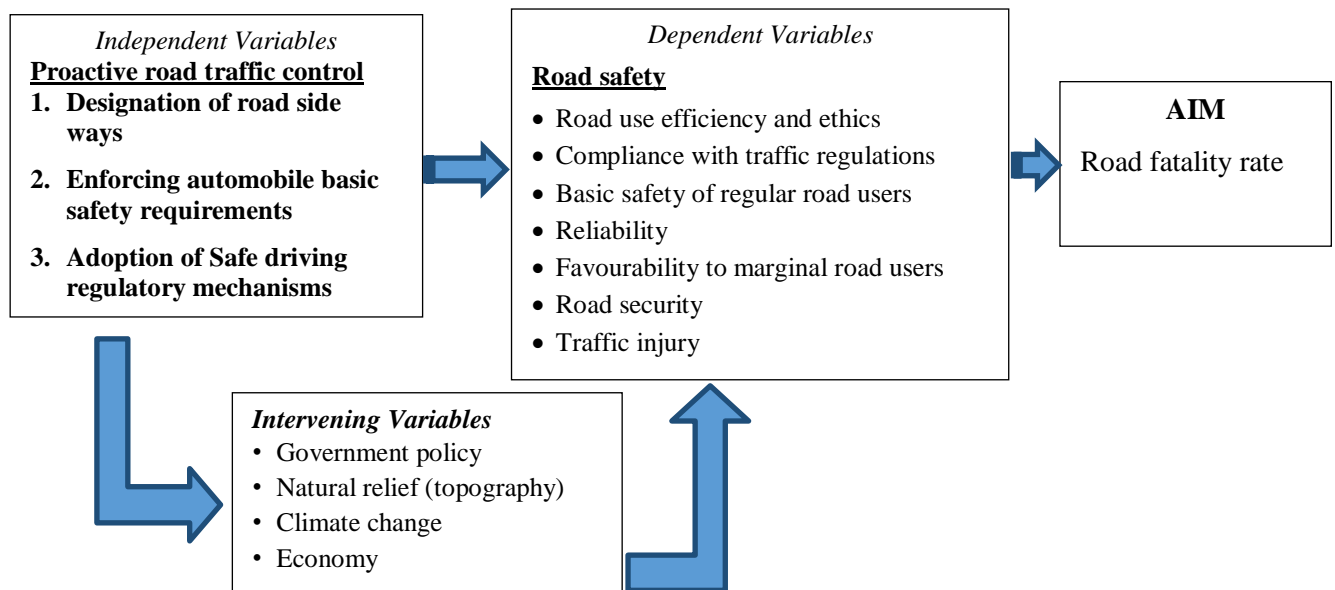 Independent Variables
Proactive road traffic control
1. Designation of road side
ways
2. Enforcing automobile basic
safety requirements
3. Adoption of Safe driving
regulatory mechanisms
Dependent Variables
Road safety
• Road use efficiency and ethics
• Compliance with traffic regulations
• Basic safety of regular road users
• Reliability
• Favourability to marginal road users
• Road security
• Traffic injury
AIM
Road fatality rate
Intervening Variables
• Government policy
• Natural relief (topography)
• Climate change
• Economy